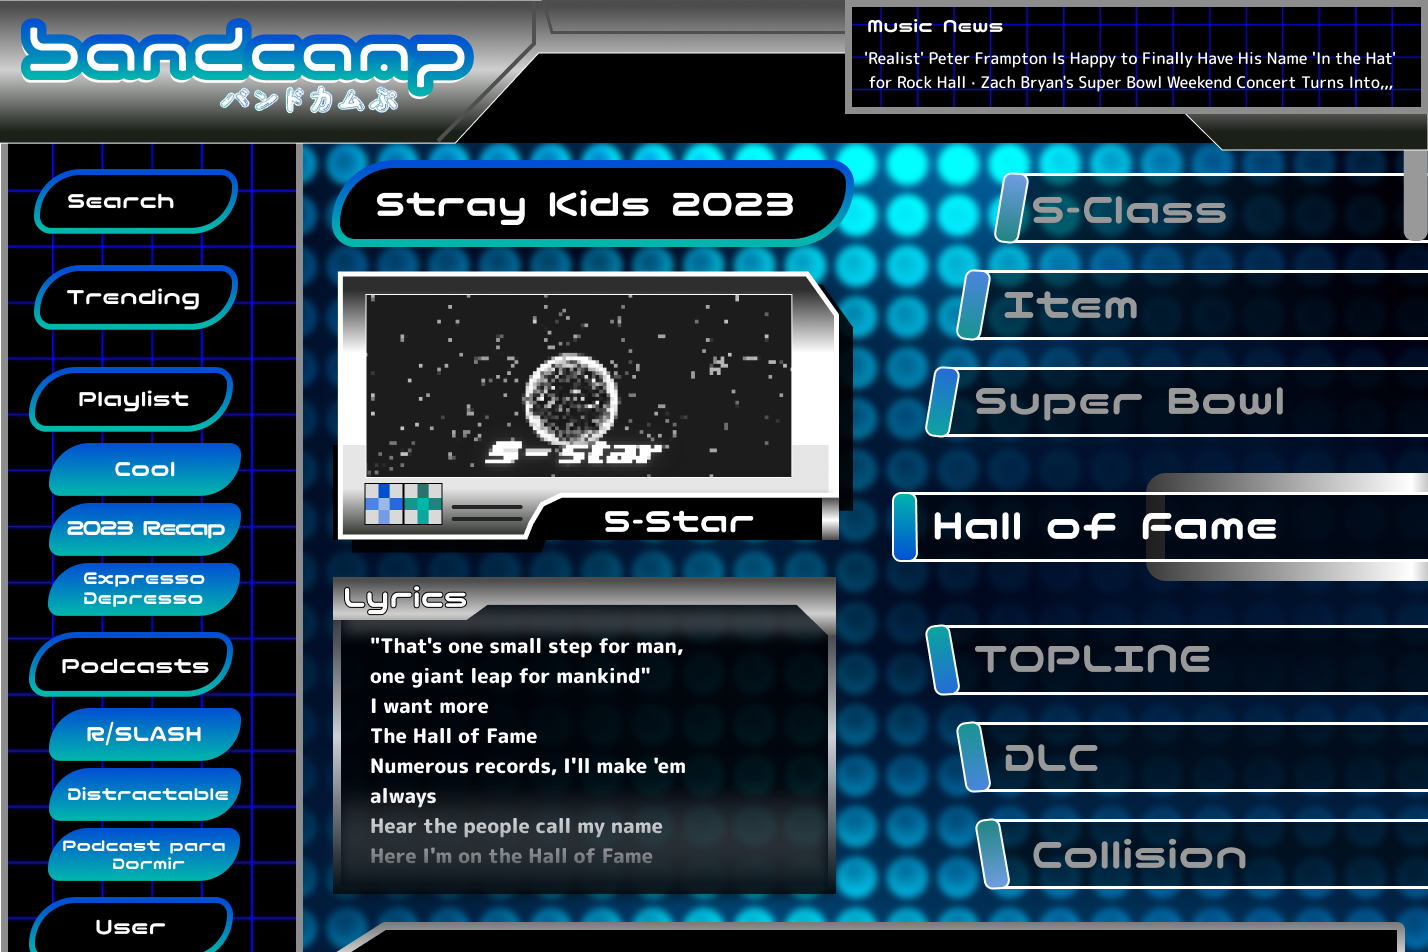 bandcamp
バンドカムぷ
Music News
'Realist' Peter Frampton Is Happy to Finally Have His Name 'In the Hat'
for Rock Hall · Zach Bryan's Super Bowl Weekend Concert Turns Into,,,
Search
Trending
Playlist
Cool
2023 Recap
Expresso
Depresso
Podcasts
R/SLASH
Distractable
Podcast para
Dormir
User
Stray Kids 2023
S-star
5-Star
Lyrics
"That's one small step for man,
one giant leap for mankind"
I want more
The Hall of Fame
Numerous records, I'll make 'em
always
Hear the people call my name
Here I'm on the Hall of Fame
S-Class
Item
Super Bowl
Hall of Fame
TOPLINE
DLC
Collision